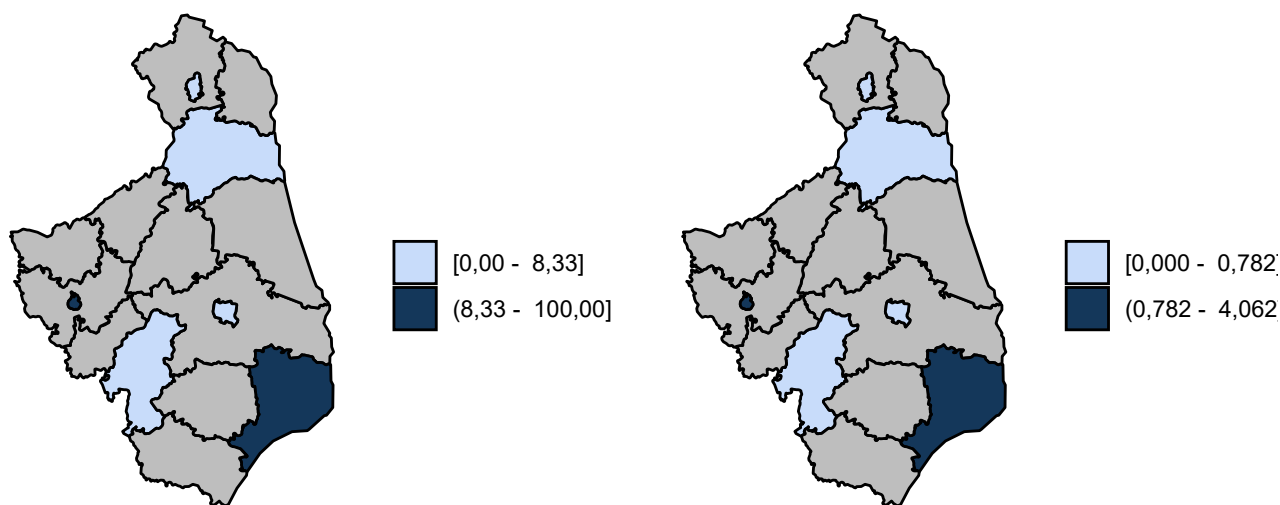 [0,00 - 8,33]
(8,33 - 100,00]
[0,000 - 0,782]
(0,782 - 4,062]